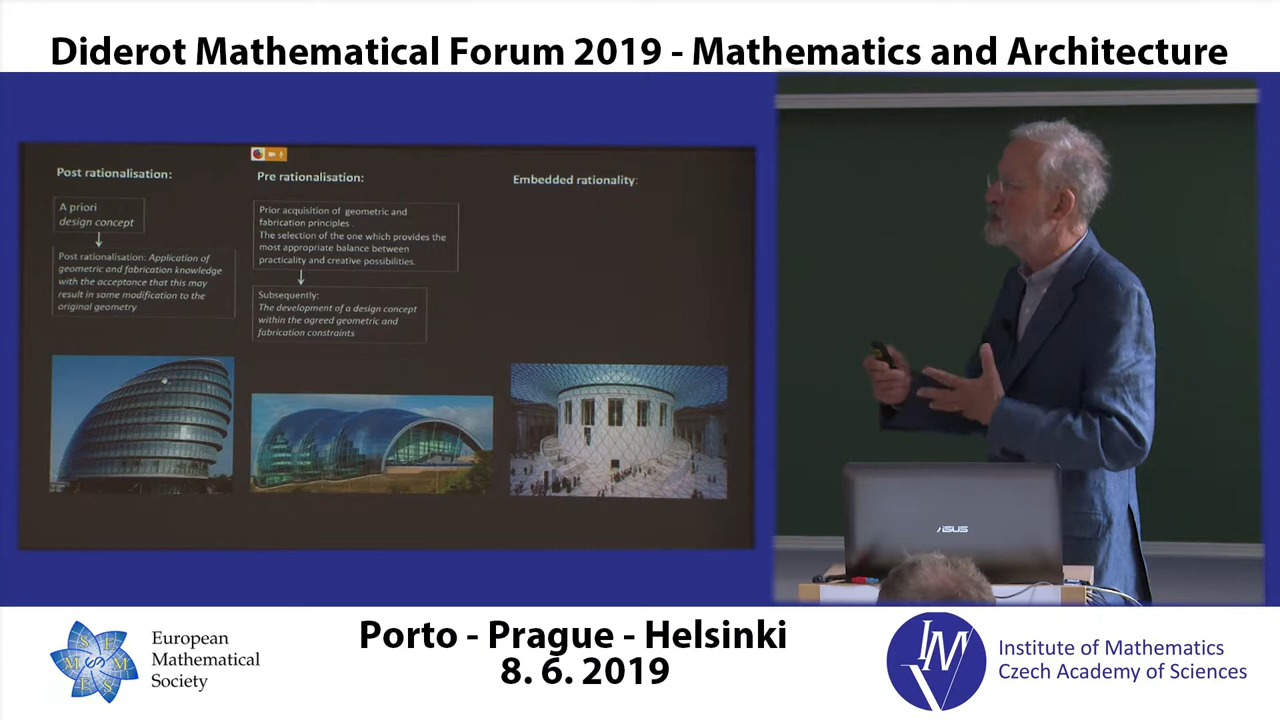 Diderot Mathematical Forum 2019 - Mathematics and Architecture
Post rationalisation:
A priori
design concept
Post rationalisation: Application of
geometric and fabrication knowledge
with the acceptance that this may
result in some modification to the
original geometry
Pre rationalisation:
Prior acquisition of geometric and
fabrication principles .
The selection of the one which provides the
most appropriate balance between
practicality and creative possibilities.
Subsequently:
The development of a design concept
within the agreed geometric and
fabrication constraints
Embedded rationality:
ASUS
EMS
European
Mathematical
Society
Porto - Prague - Helsinki
8. 6. 2019
IM
Institute of Mathematics
Czech Academy of Sciences